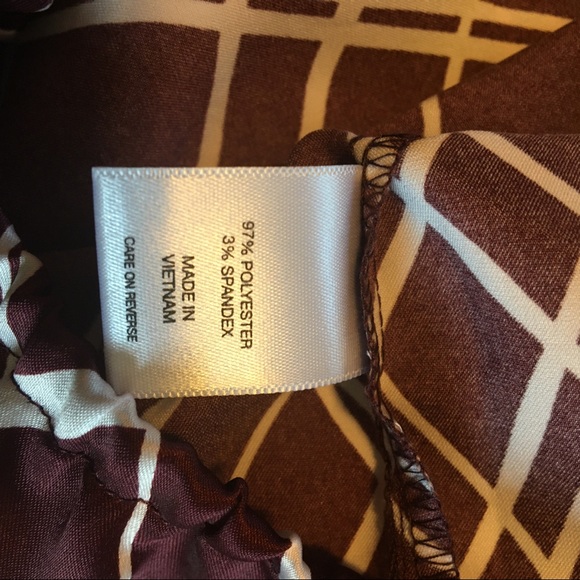 97% POLYESTER
3% SPANDEX
MADE IN
VIETNAM
CARE ON REVERSE